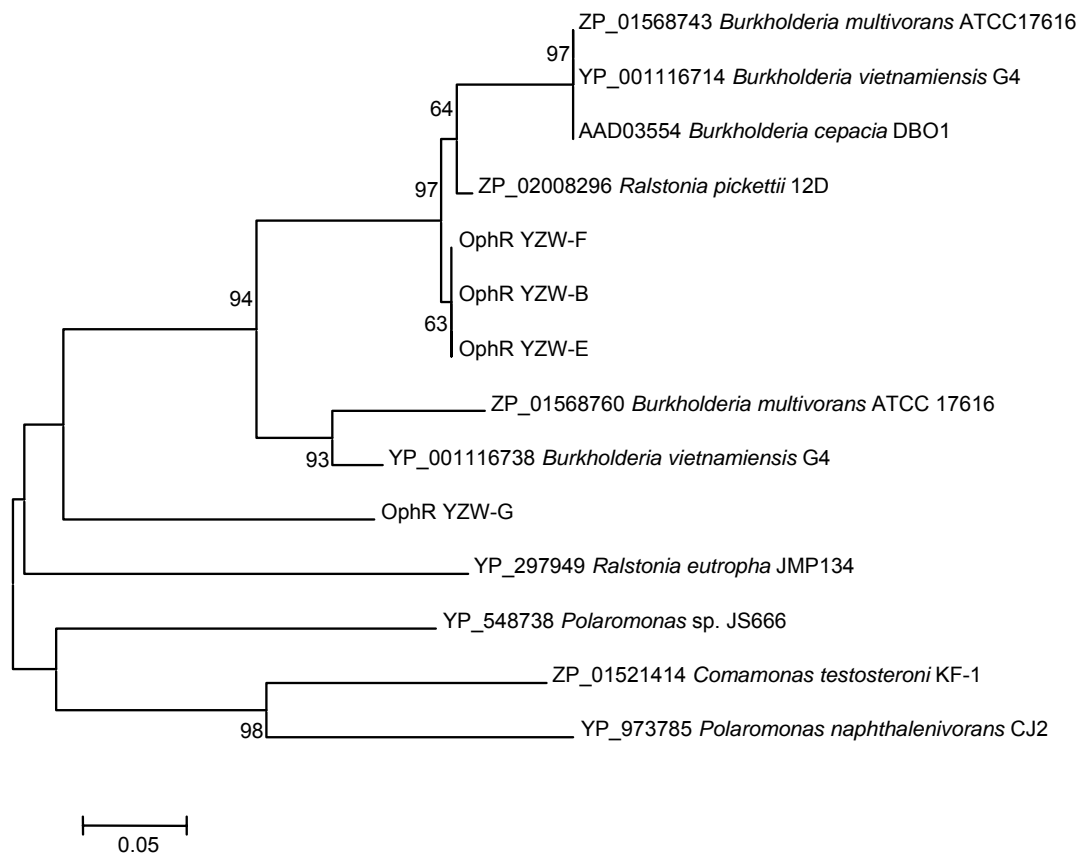 ZP_01568743 Burkholderia multivorans ATCC17616
97
YP_001116714 Burkholderia vietnamiensis G4
64
AAD03554 Burkholderia cepacia DBO1
97
ZP_02008296 Ralstonia pickettii 12D
OphR YZW-F
94
OphR YZW-B
63
OphR YZW-E
ZP_01568760 Burkholderia multivorans ATCC 17616
93
YP_001116738 Burkholderia vietnamiensis G4
OphR YZW-G
YP_297949 Ralstonia eutropha JMP134
YP_548738 Polaromonas sp. JS666
ZP_01521414 Comamonas testosteroni KF-1
98
YP_973785 Polaromonas naphthalenivorans CJ2
0.05